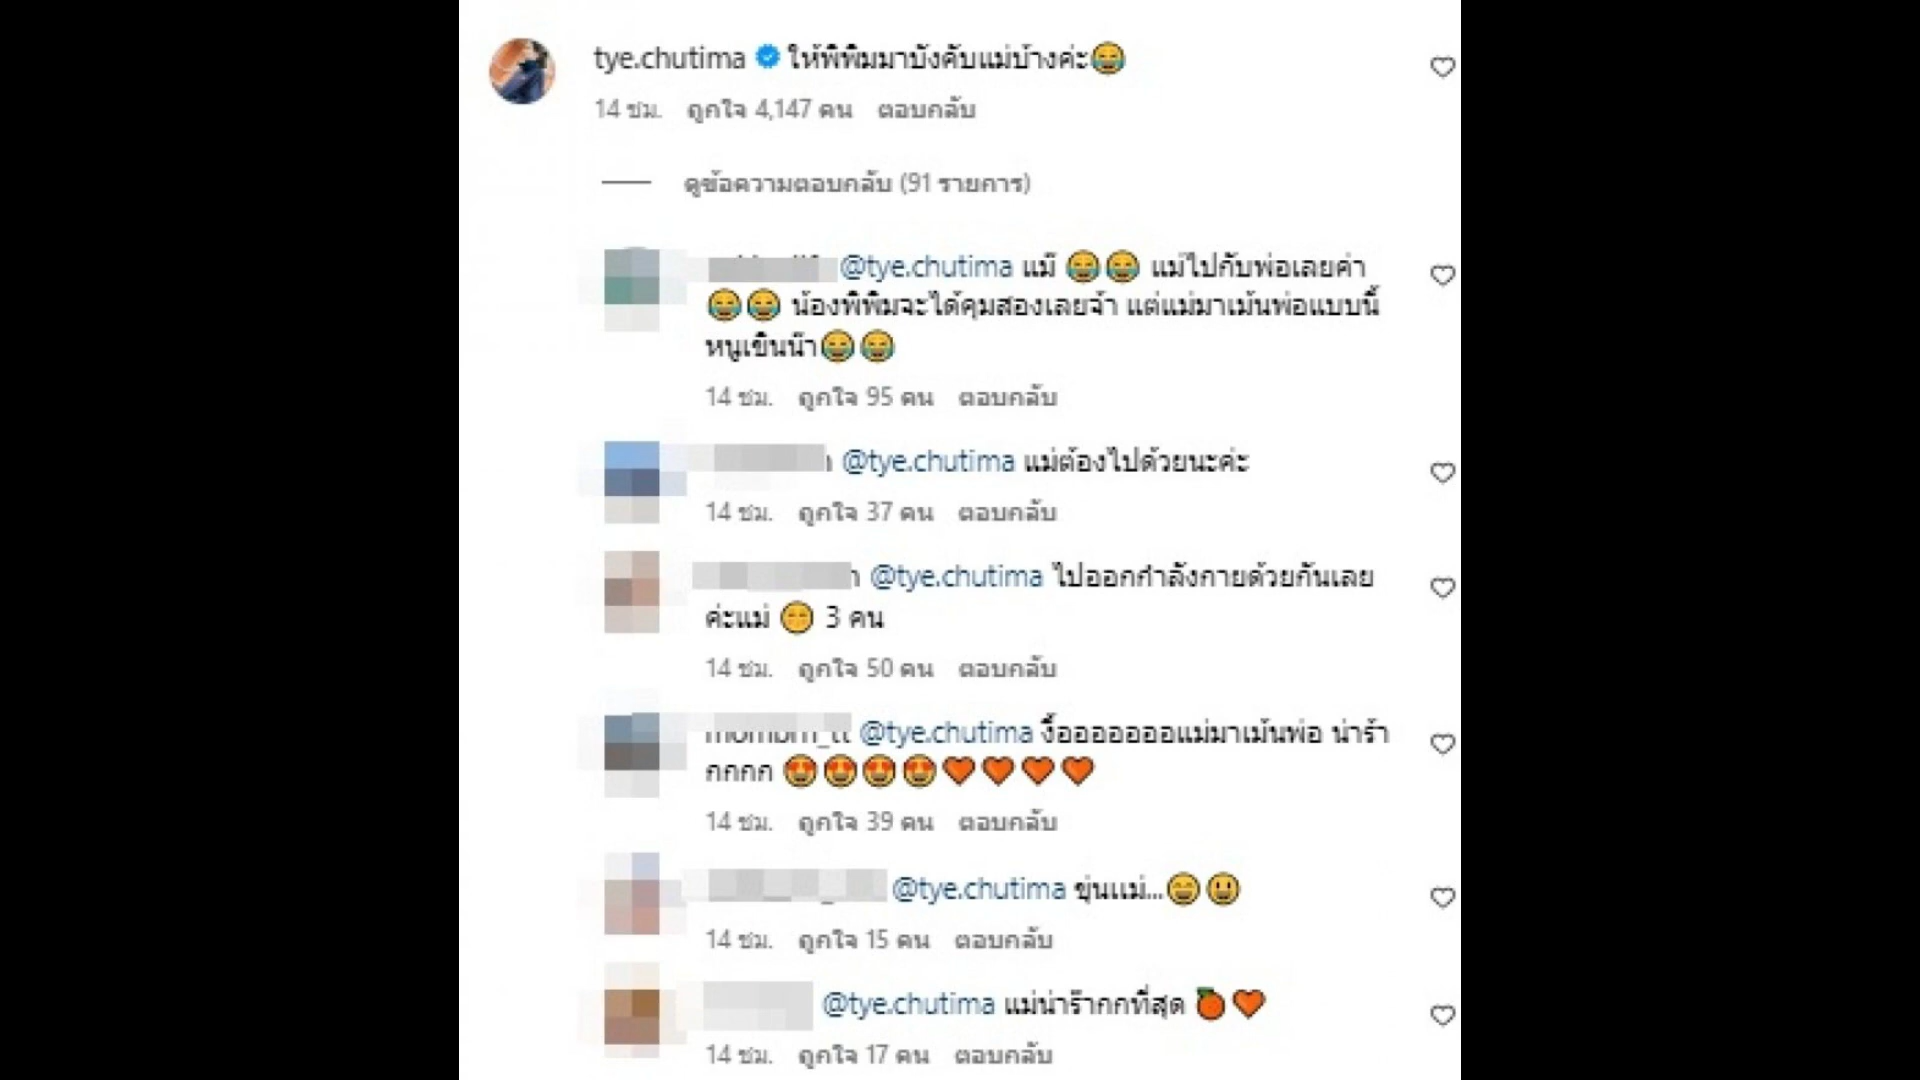 tye.chutima ให้พิพิมมาบังคับแม่บ้างค่ะ😂
14 ชม. ถูกใจ 4,147 คน ตอบกลับ
ดูข้อความตอบกลับ (91 รายการ)
@tye.chutima แม๊ 😂😂 แม่ไปกับพ่อเลยค่า
😂😂 น้องพิพิมจะได้คุมสองเลยจ้า แต่แม่มาเม้นพ่อแบบนี้
หนูเขินน๊า😂😂
14 ชม. ถูกใจ 95 คน ตอบกลับ
@tye.chutima แม่ต้องไปด้วยนะค่ะ
14 ชม. ถูกใจ 37 คน ตอบกลับ
@tye.chutima ไปออกกำลังกายด้วยกันเลย
ค่ะแม่ 😁 3 คน
14 ชม. ถูกใจ 50 คน ตอบกลับ
@tye.chutima งื้อออออออแม่มาเม้นพ่อ น่าร้า
กกกก 😍😍😍😍❤️❤️❤️❤️
14 ชม. ถูกใจ 39 คน ตอบกลับ
@tye.chutima ขุ่นแม่...😄😃
14 ชม. ถูกใจ 15 คน ตอบกลับ
@tye.chutima แม่น่าร๊ากกที่สุด 🍊❤️
14 ชม. ถูกใจ 17 คน ตอบกลับ